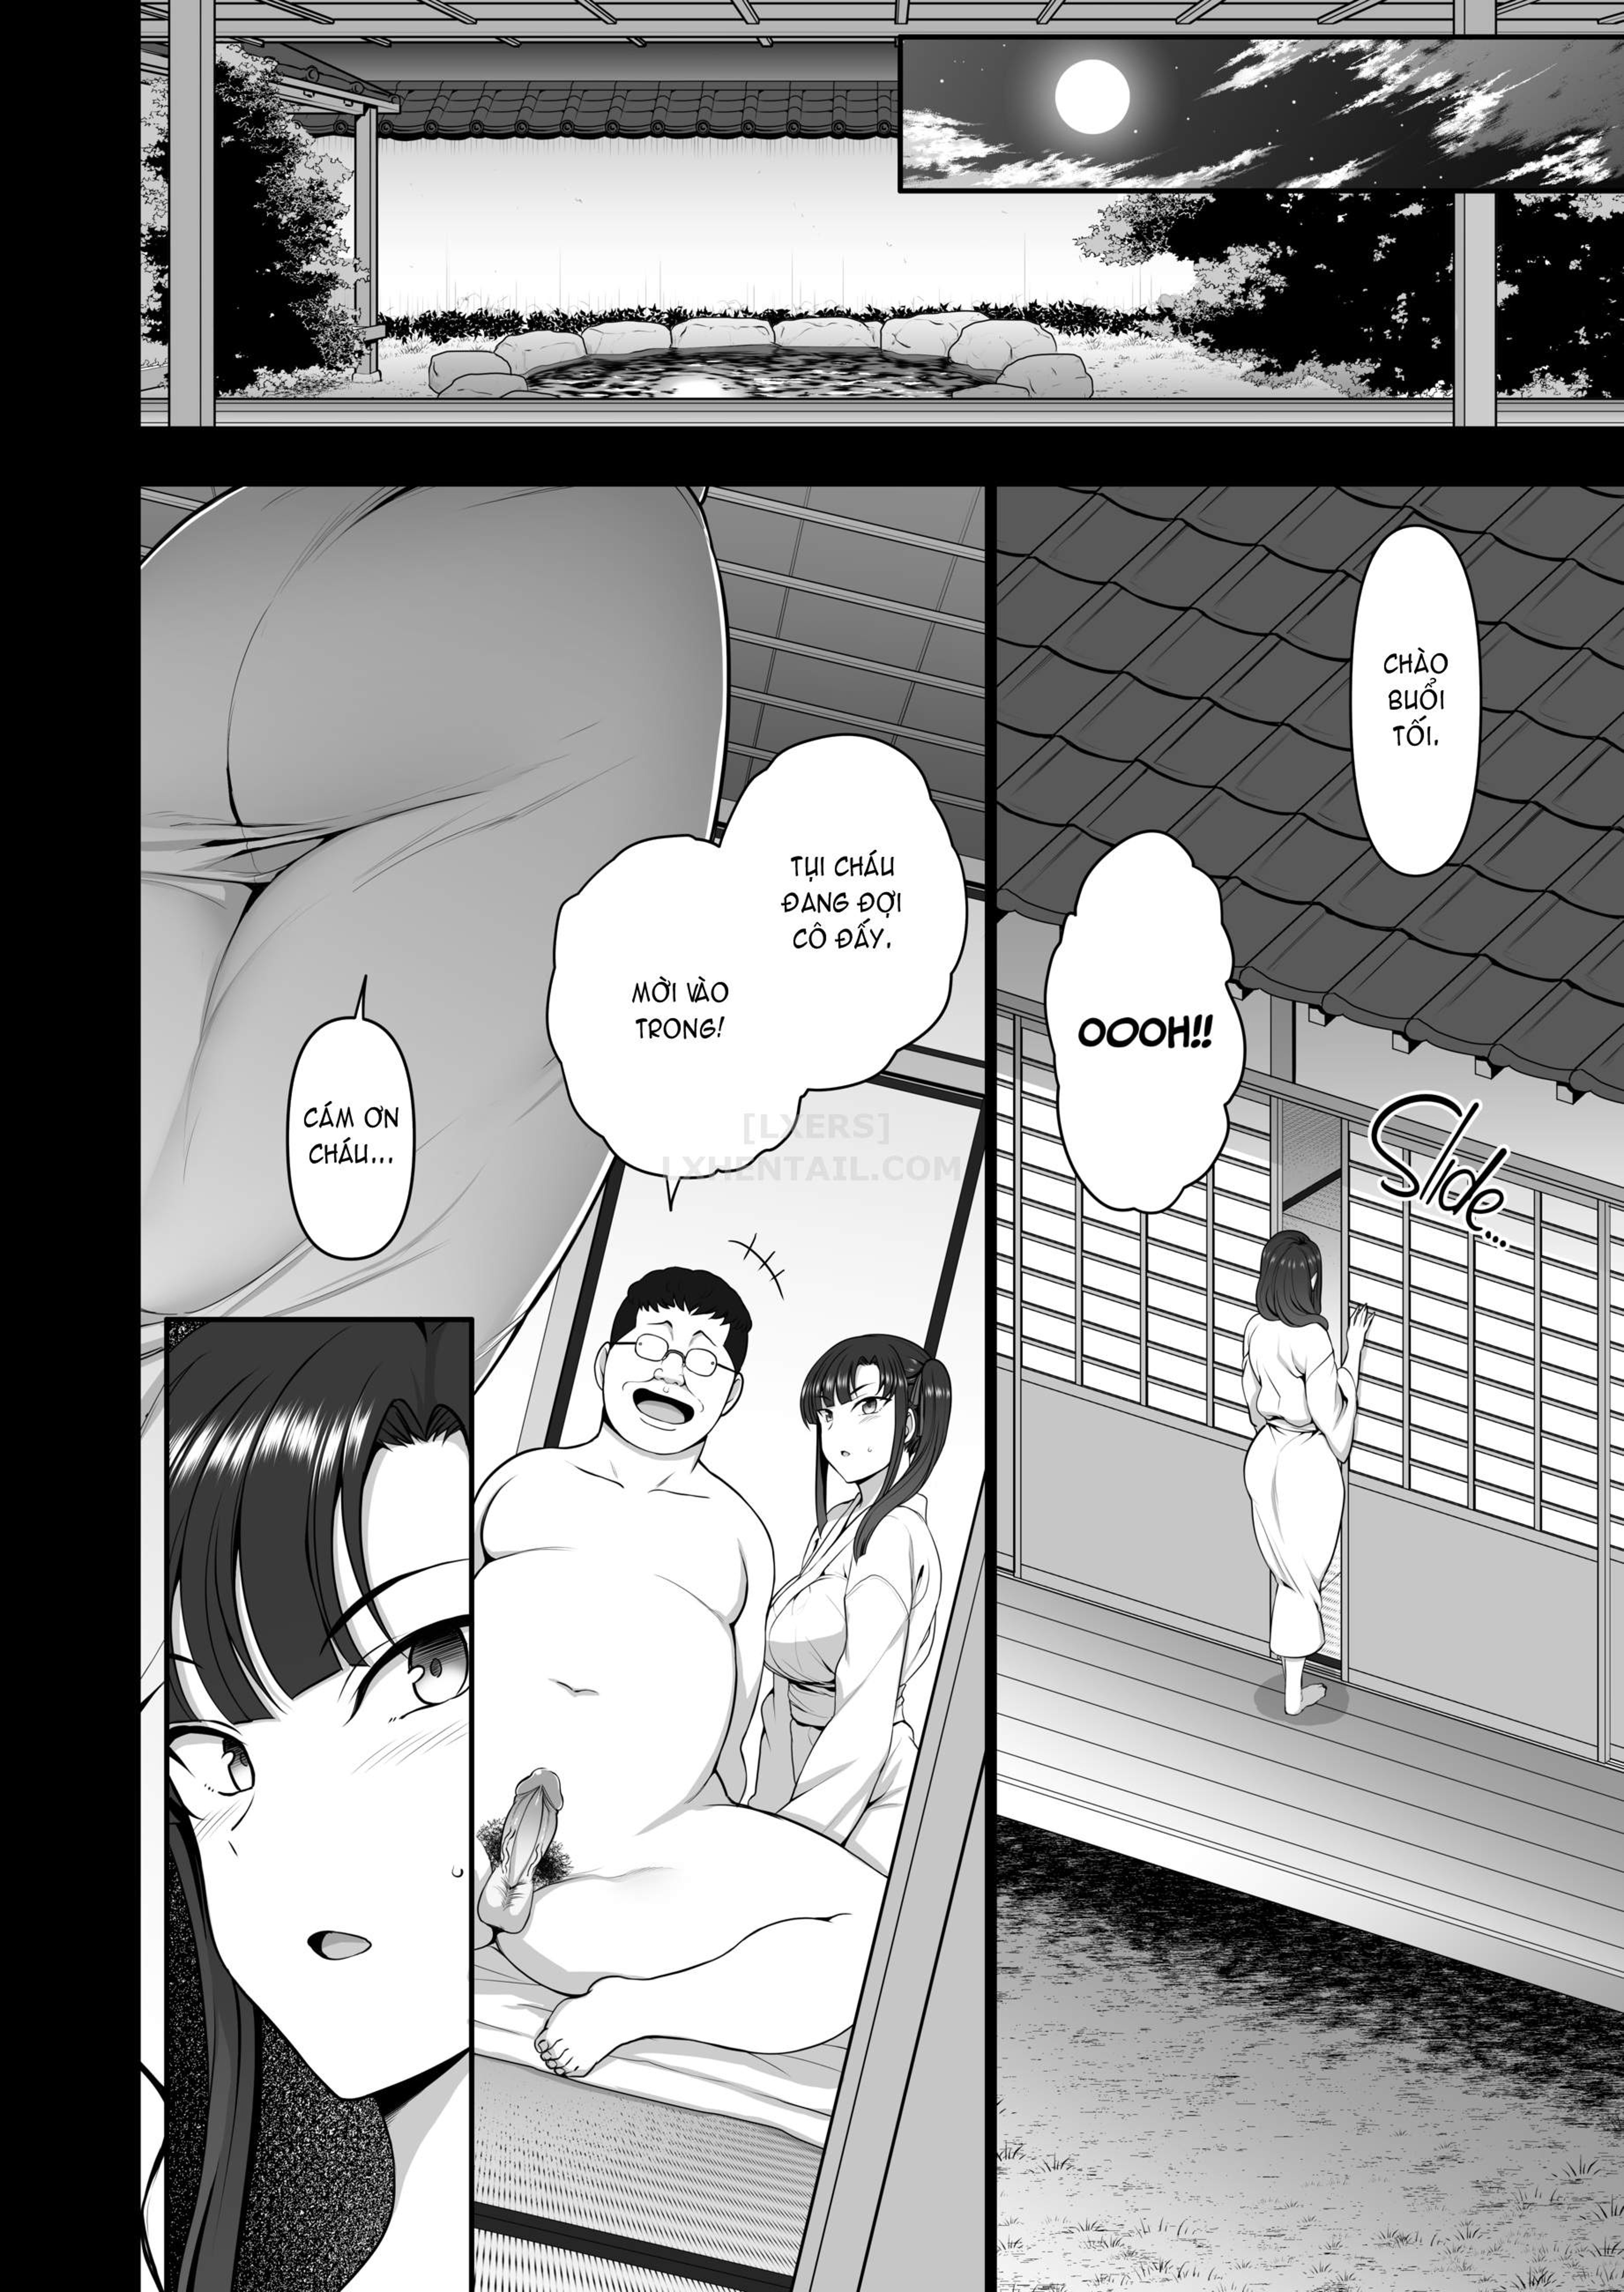 CHÀO
BUỔI
TỐI.
OOOH!!
Slide...
TỤI CHÁU
ĐANG ĐỢI
CÔ ĐẤY.
MỜI VÀO
TRONG!
CÁM ƠN
CHÁU...
[LXERS]
LXHENTAIL.COM